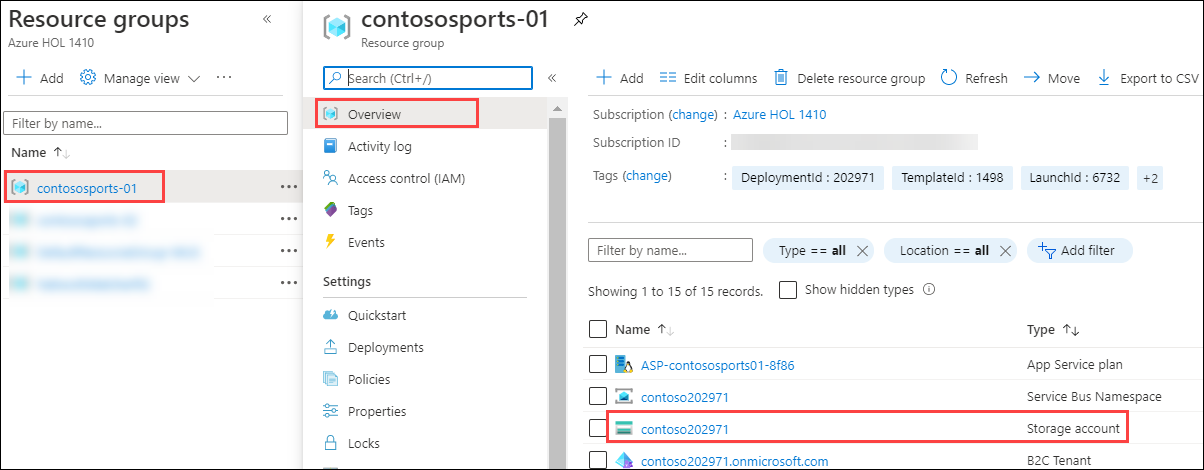 Resource groups «
Azure HOL 1410
Add Manage view ...
Filter by name...
Name ↑↓
contososports-01 ...
...
...
...
contososports-01
Resource group
Search (Ctrl+/) «
Overview
Activity log
Access control (IAM)
Tags
Events
Settings
Quickstart
Deployments
Policies
Properties
Locks
Add Edit columns Delete resource group Refresh Move Export to CSV
Subscription (change) : Azure HOL 1410
Subscription ID :
Tags (change) : DeploymentId : 202971 TemplateId : 1498 LaunchId : 6732 +2
Filter by name... Type == all Location == all Add filter
Showing 1 to 15 of 15 records. Show hidden types
Name ↑↓ Type ↑↓
ASP-contososports01-8f86 App Service plan
contoso202971 Service Bus Namespace
contoso202971 Storage account
contoso202971.onmicrosoft.com B2C Tenant